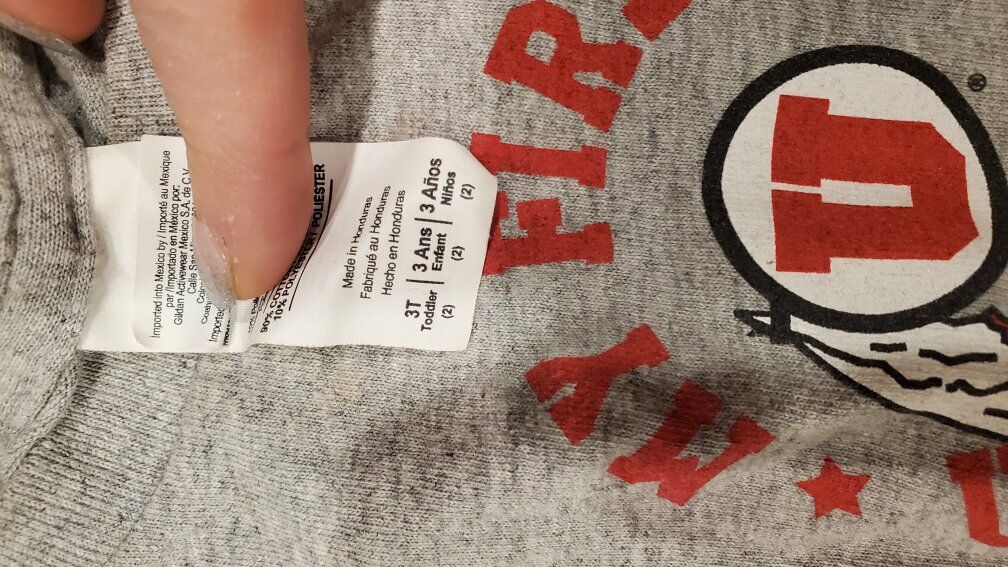 Imported into Mexico by / Importé au Mexique
par / Importado en México por:
Gildan Activewear Mexico S.A. de C.V.
90%
10% POLYESTER / POLIESTER
Made in Honduras
Fabriqué au Honduras
Hecho en Honduras
3T | 3 Ans | 3 Años
Toddler Enfant Niños
(2) (2) (2)
U
®
FIR
MY